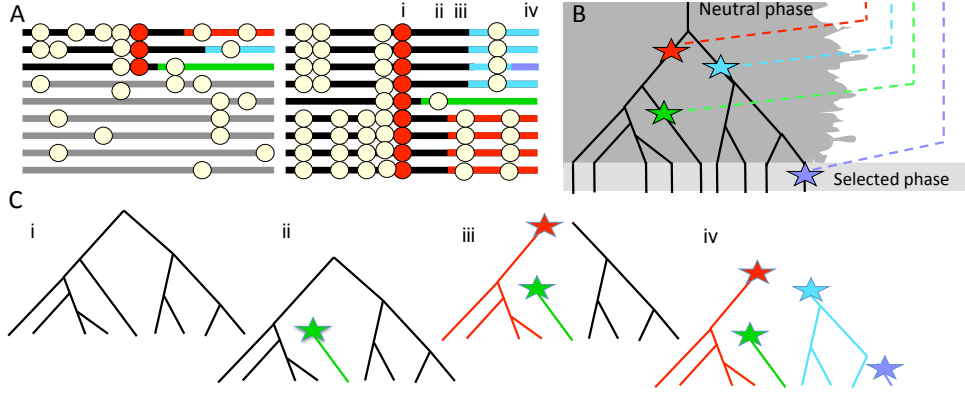 A
i ii iii iv
B
Neutral phase
Selected phase
C
i
ii
iii
iv